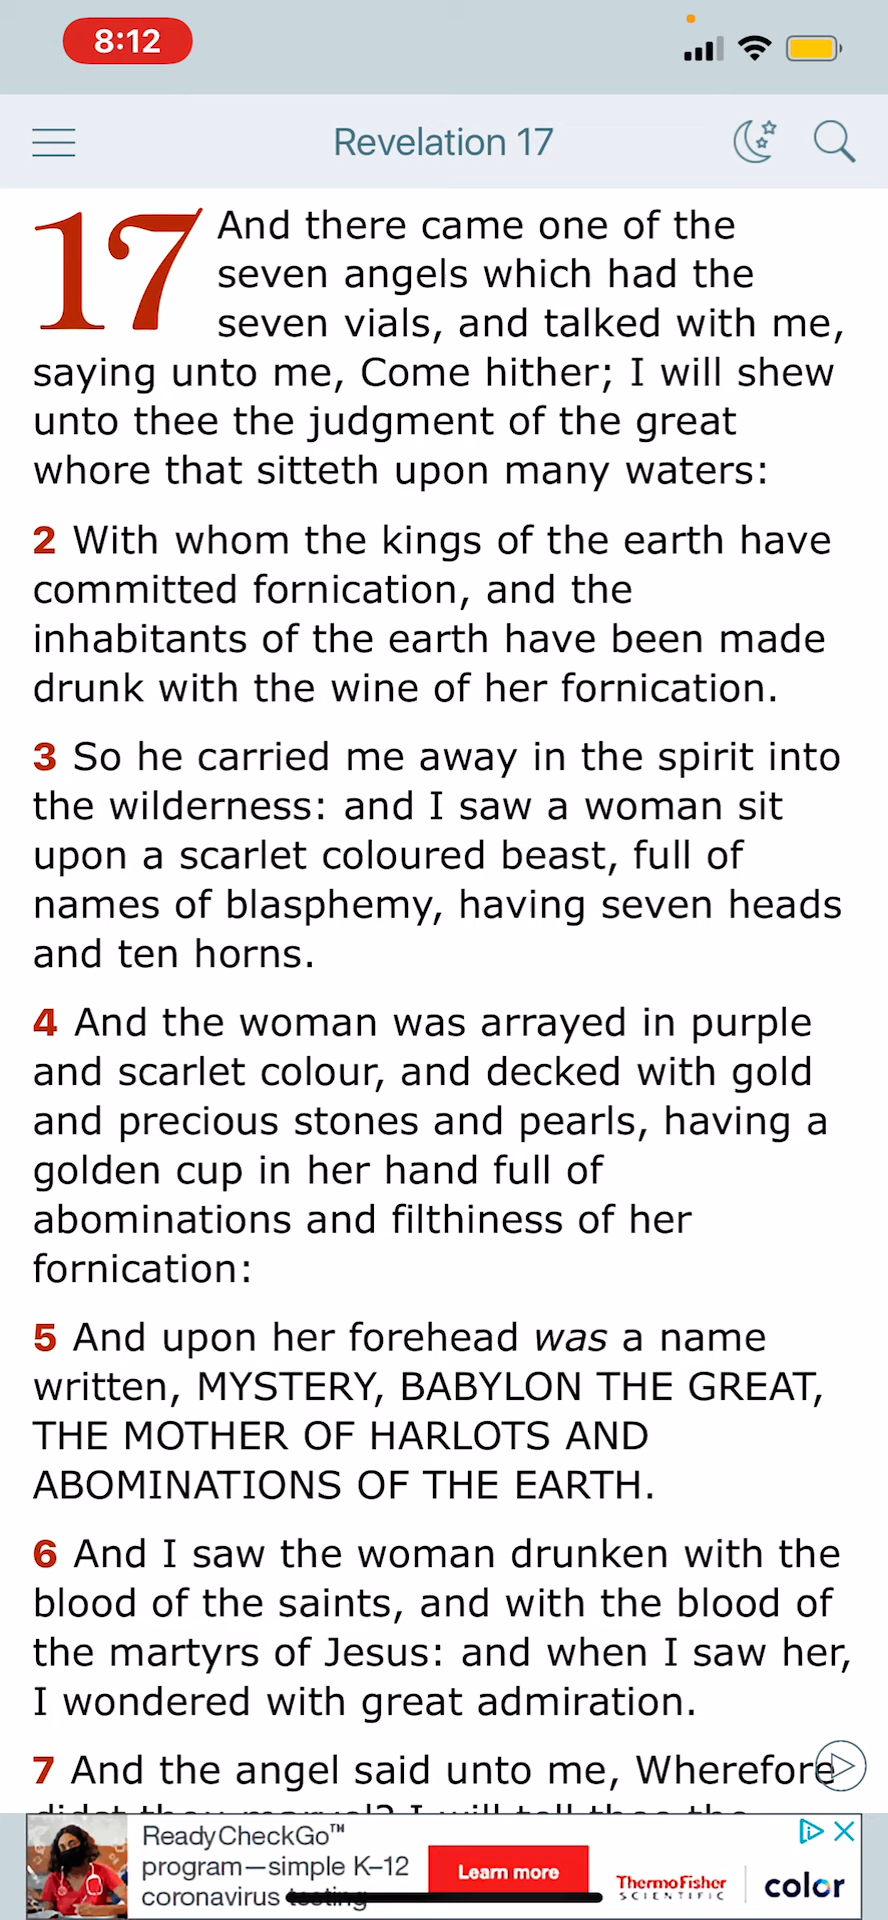 8:12
Revelation 17
17 And there came one of the
seven angels which had the
seven vials, and talked with me,
saying unto me, Come hither; I will shew
unto thee the judgment of the great
whore that sitteth upon many waters:
2 With whom the kings of the earth have
committed fornication, and the
inhabitants of the earth have been made
drunk with the wine of her fornication.
3 So he carried me away in the spirit into
the wilderness: and I saw a woman sit
upon a scarlet coloured beast, full of
names of blasphemy, having seven heads
and ten horns.
4 And the woman was arrayed in purple
and scarlet colour, and decked with gold
and precious stones and pearls, having a
golden cup in her hand full of
abominations and filthiness of her
fornication:
5 And upon her forehead was a name
written, MYSTERY, BABYLON THE GREAT,
THE MOTHER OF HARLOTS AND
ABOMINATIONS OF THE EARTH.
6 And I saw the woman drunken with the
blood of the saints, and with the blood of
the martyrs of Jesus: and when I saw her,
I wondered with great admiration.
7 And the angel said unto me, Wherefore
didst thou marvel? I will tell thee the
ReadyCheckGo™
program—simple K–12
coronavirus testing
Learn more
ThermoFisher
SCIENTIFIC
color